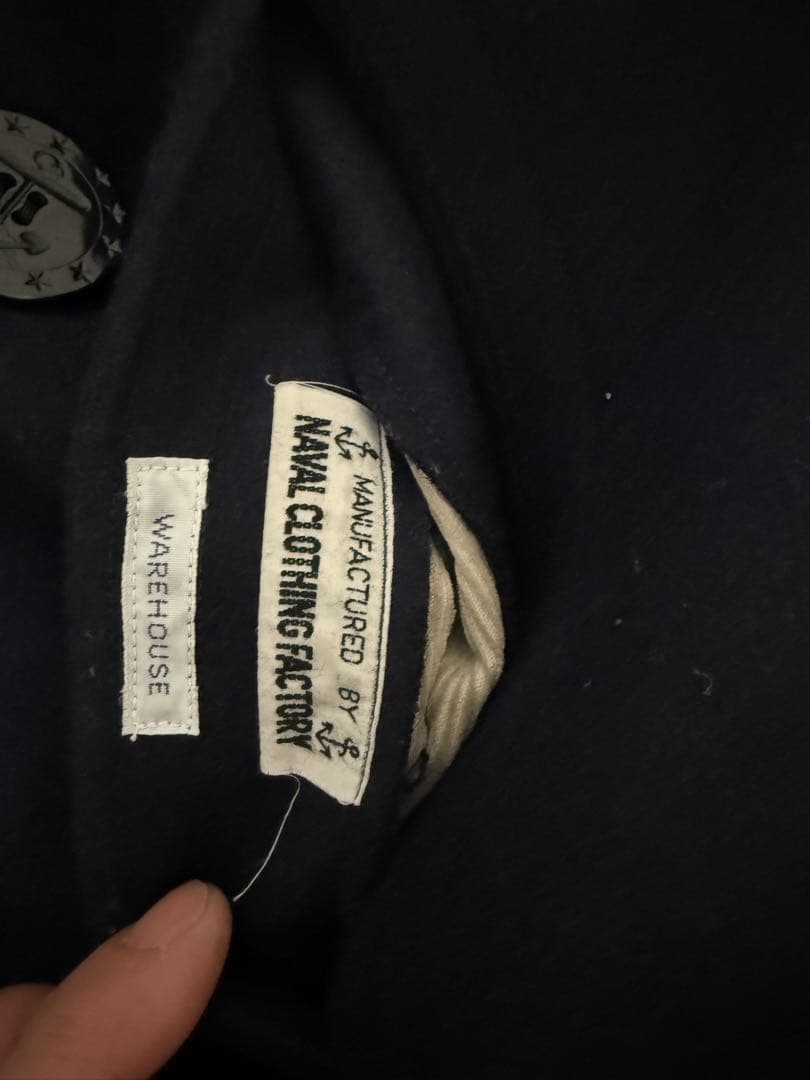 MANUFACTURED BY
NAVAL CLOTHING FACTORY
WAREHOUSE